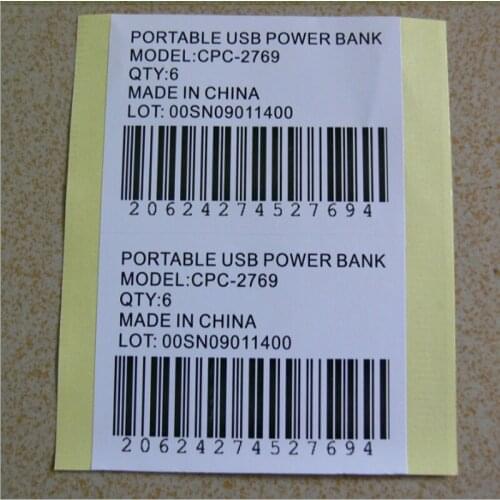 PORTABLE USB POWER BANK
MODEL:CPC-2769
QTY:6
MADE IN CHINA
LOT: 00SN09011400
20624274527694
PORTABLE USB POWER BANK
MODEL:CPC-2769
QTY:6
MADE IN CHINA
LOT: 00SN09011400
20624274527694